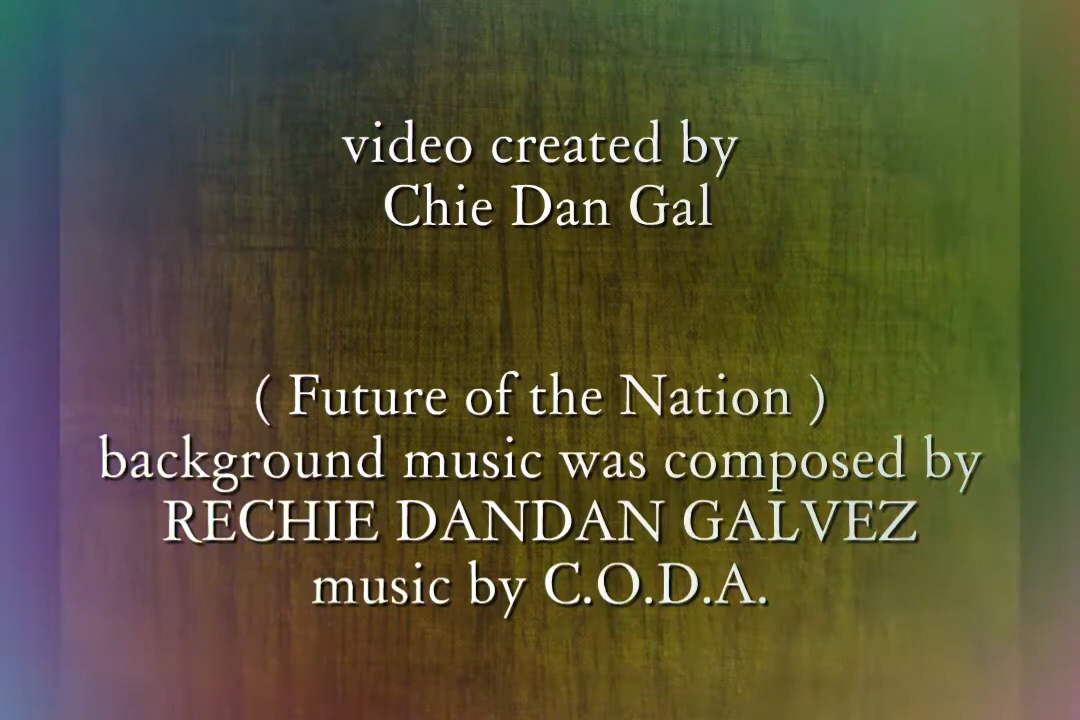 video created by
Chie Dan Gal
( Future of the Nation )
background music was composed by
RECHIE DANDAN GALVEZ
music by C.O.D.A.